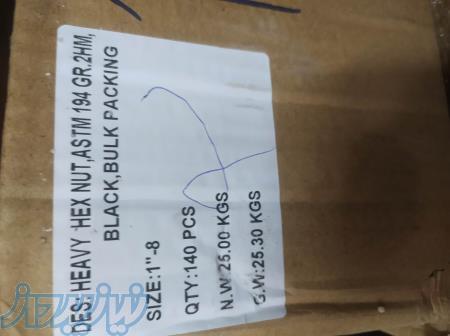 DES: HEAVY HEX NUT,ASTM 194 GR.2HM,
BLACK,BULK PACKING
SIZE:1"-8
QTY:140 PCS
N.W:25.00 KGS
G.W:25.30 KGS
نیازپرداز